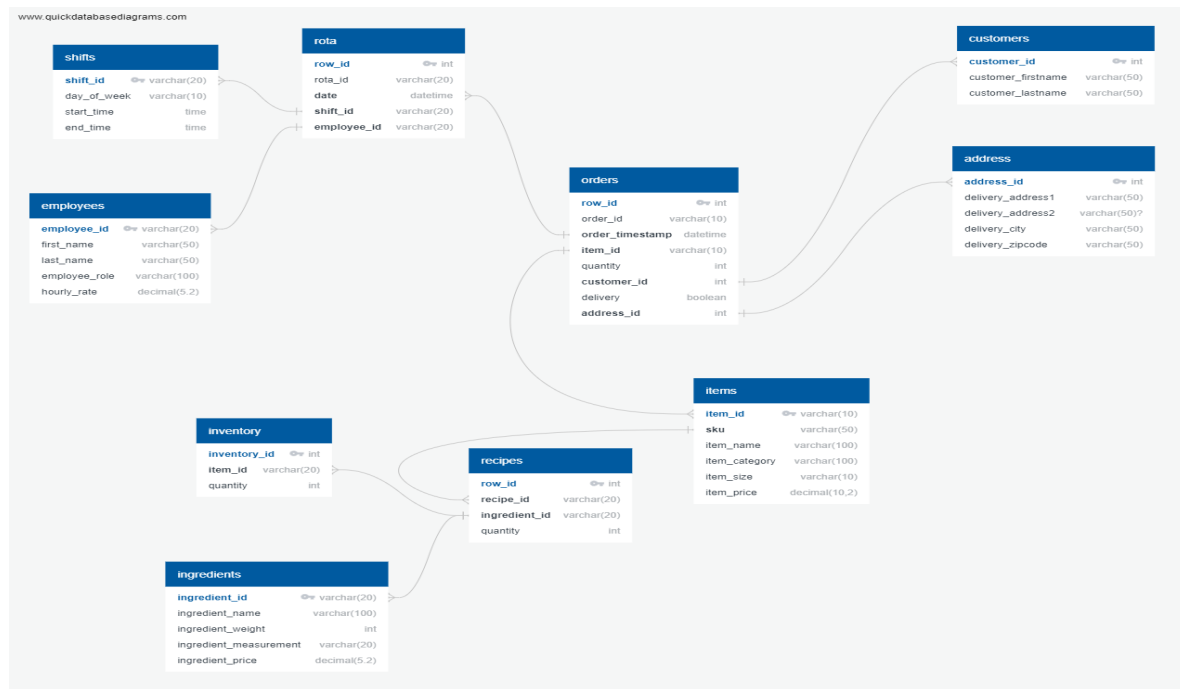 www.quickdatabasediagrams.com
shifts
shift_id varchar(20)
day_of_week varchar(10)
start_time time
end_time time
rota
row_id int
rota_id varchar(20)
date datetime
shift_id varchar(20)
employee_id varchar(20)
customers
customer_id int
customer_firstname varchar(50)
customer_lastname varchar(50)
employees
employee_id varchar(20)
first_name varchar(50)
last_name varchar(50)
employee_role varchar(100)
hourly_rate decimal(5.2)
orders
row_id int
order_id varchar(10)
order_timestamp datetime
item_id varchar(10)
quantity int
customer_id int
delivery boolean
address_id int
address
address_id int
delivery_address1 varchar(50)
delivery_address2 varchar(50)?
delivery_city varchar(50)
delivery_zipcode varchar(50)
items
item_id varchar(10)
sku varchar(50)
item_name varchar(100)
item_category varchar(100)
item_size varchar(10)
item_price decimal(10,2)
inventory
inventory_id int
item_id varchar(20)
quantity int
recipes
row_id int
recipe_id varchar(20)
ingredient_id varchar(20)
quantity int
ingredients
ingredient_id varchar(20)
ingredient_name varchar(100)
ingredient_weight int
ingredient_measurement varchar(20)
ingredient_price decimal(5.2)